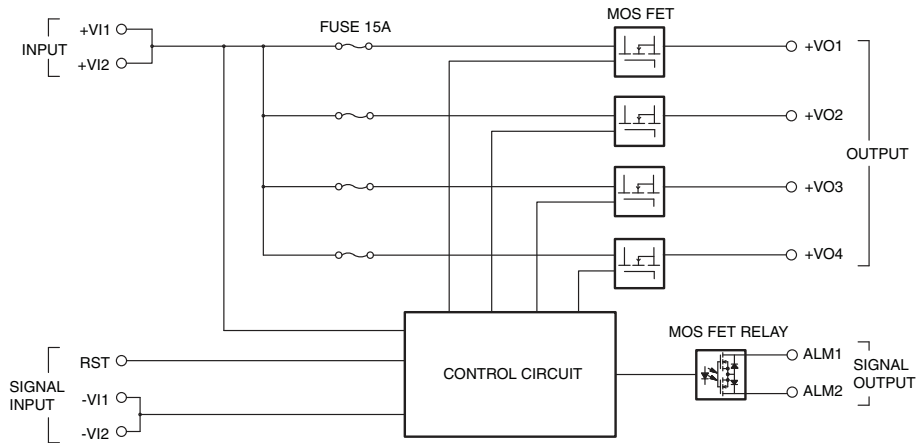 INPUT
+VI1
+VI2
FUSE 15A
MOS FET
+VO1
+VO2
+VO3
+VO4
OUTPUT
SIGNAL
INPUT
RST
-VI1
-VI2
CONTROL CIRCUIT
MOS FET RELAY
ALM1
ALM2
SIGNAL
OUTPUT